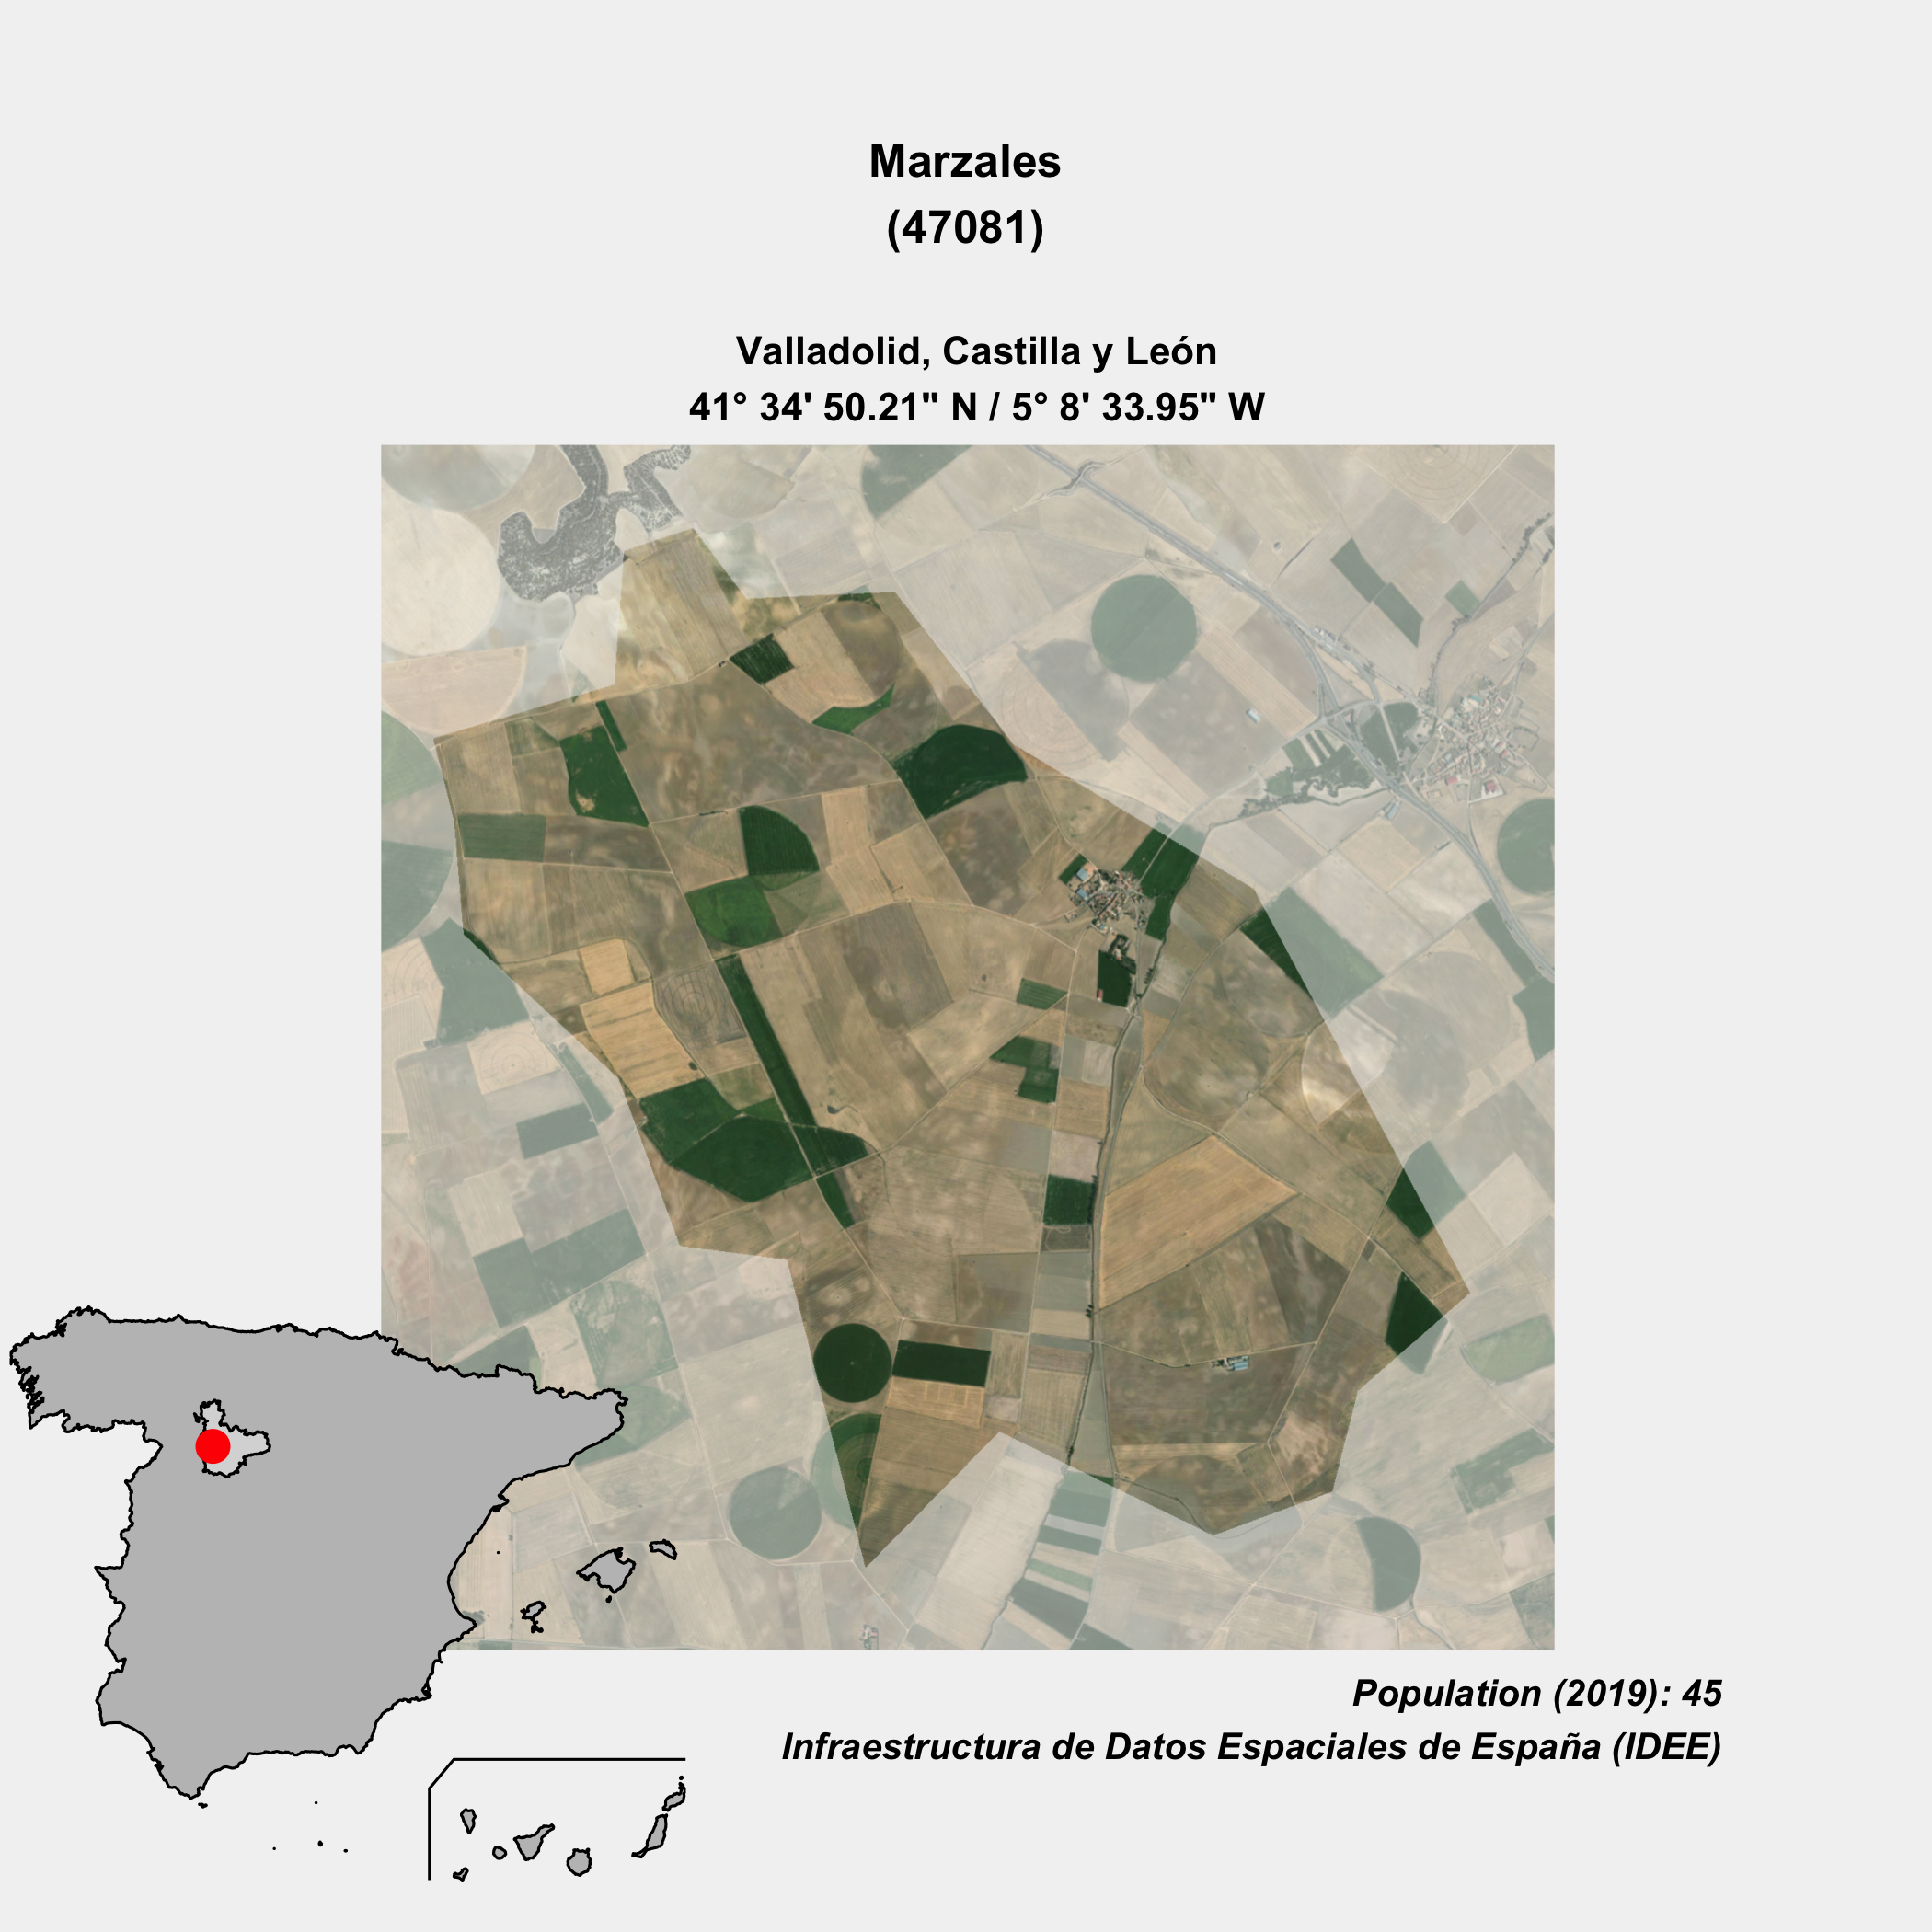 Marzales
(47081)
Valladolid, Castilla y León
41° 34' 50.21" N / 5° 8' 33.95" W
Population (2019): 45
Infraestructura de Datos Espaciales de España (IDEE)